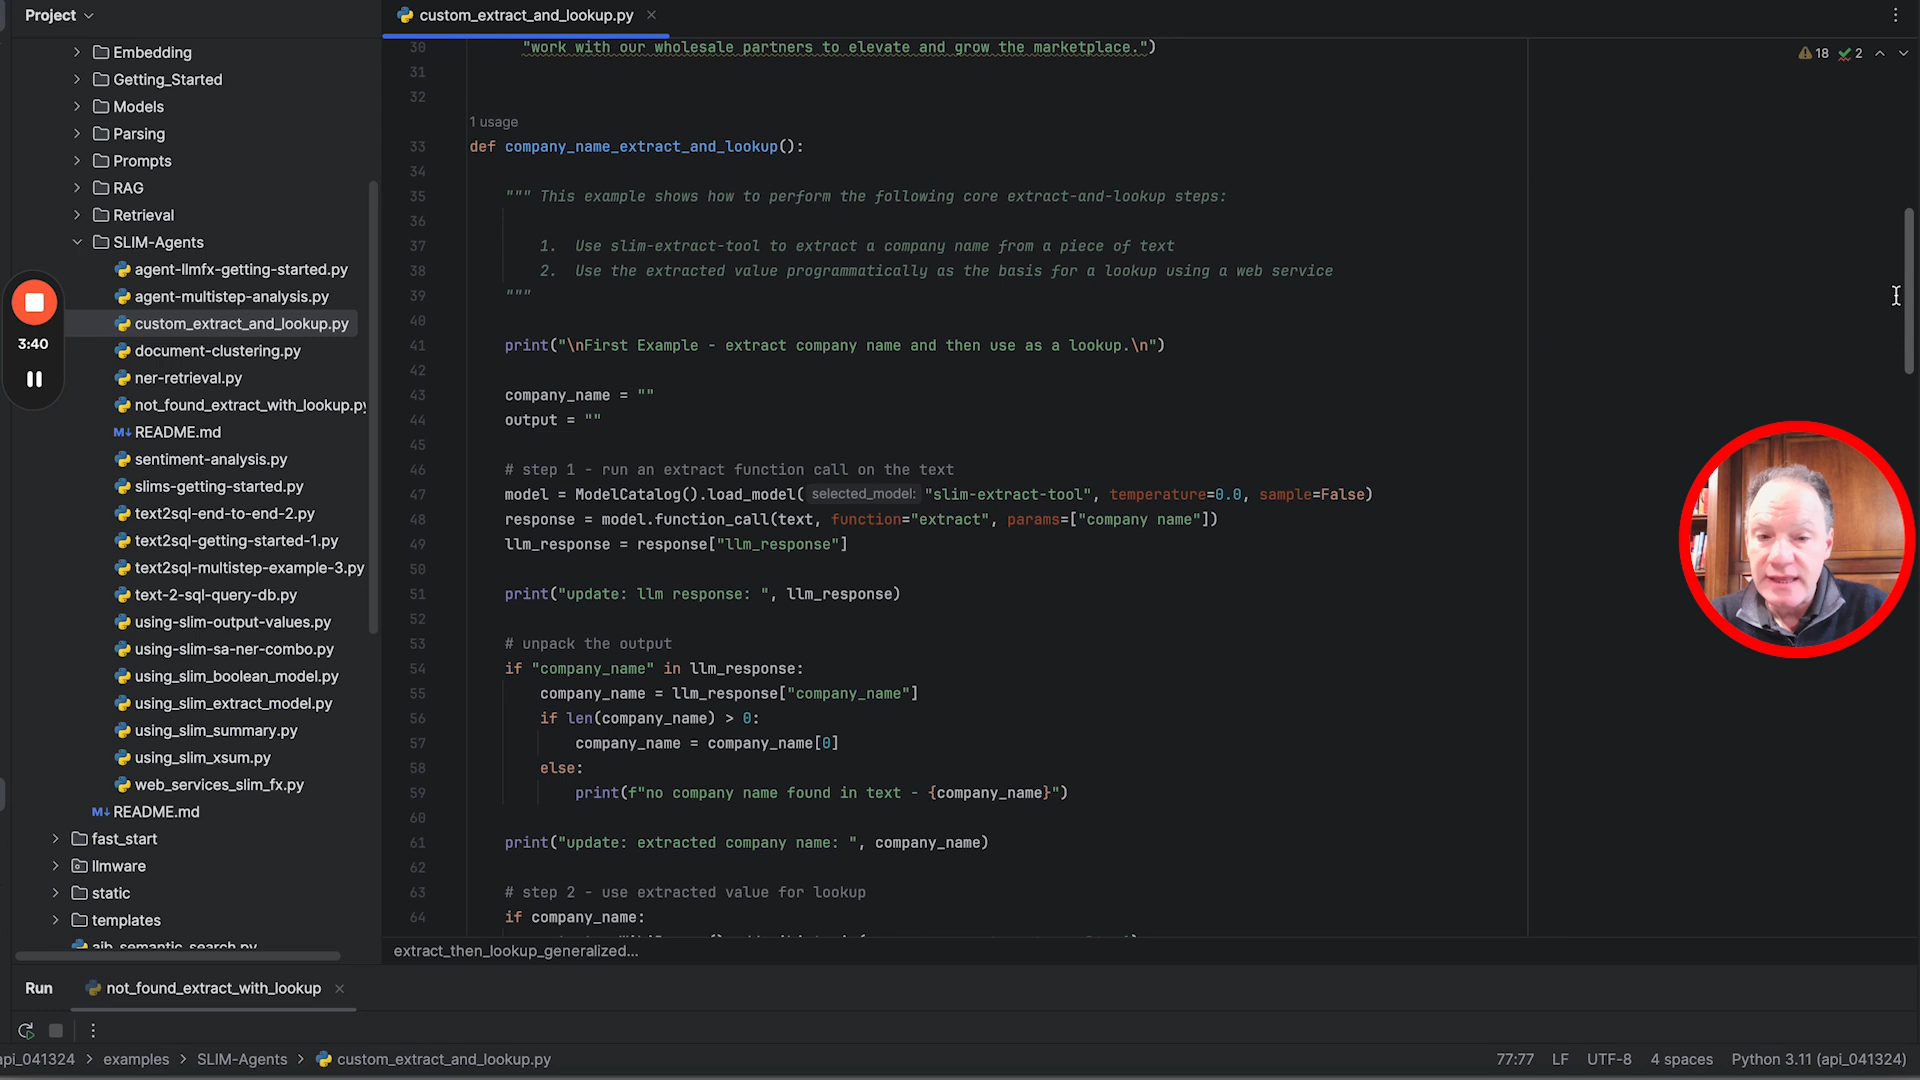 Project
custom_extract_and_lookup.py
Embedding
Getting_Started
Models
Parsing
Prompts
RAG
Retrieval
SLIM-Agents
agent-llmfx-getting-started.py
agent-multistep-analysis.py
custom_extract_and_lookup.py
document-clustering.py
ner-retrieval.py
not_found_extract_with_lookup.py
README.md
sentiment-analysis.py
slims-getting-started.py
text2sql-end-to-end-2.py
text2sql-getting-started-1.py
text2sql-multistep-example-3.py
text-2-sql-query-db.py
using-slim-output-values.py
using-slim-sa-ner-combo.py
using_slim_boolean_model.py
using_slim_extract_model.py
using_slim_summary.py
using_slim_xsum.py
web_services_slim_fx.py
README.md
fast_start
llmware
static
templates
aib_semantic_search.py
3:40
18 2
30 "work with our wholesale partners to elevate and grow the marketplace.")
31
32
1 usage
33 def company_name_extract_and_lookup():
34
35 """ This example shows how to perform the following core extract-and-lookup steps:
36
37 1. Use slim-extract-tool to extract a company name from a piece of text
38 2. Use the extracted value programmatically as the basis for a lookup using a web service
39 """
40
41 print("\nFirst Example - extract company name and then use as a lookup.\n")
42
43 company_name = ""
44 output = ""
45
46 # step 1 - run an extract function call on the text
47 model = ModelCatalog().load_model( selected_model: "slim-extract-tool", temperature=0.0, sample=False)
48 response = model.function_call(text, function="extract", params=["company name"])
49 llm_response = response["llm_response"]
50
51 print("update: llm response: ", llm_response)
52
53 # unpack the output
54 if "company_name" in llm_response:
55 company_name = llm_response["company_name"]
56 if len(company_name) > 0:
57 company_name = company_name[0]
58 else:
59 print(f"no company name found in text - {company_name}")
60
61 print("update: extracted company name: ", company_name)
62
63 # step 2 - use extracted value for lookup
64 if company_name:
extract_then_lookup_generalized...
Run
not_found_extract_with_lookup
api_041324 > examples > SLIM-Agents > custom_extract_and_lookup.py
77:77 LF UTF-8 4 spaces Python 3.11 (api_041324)